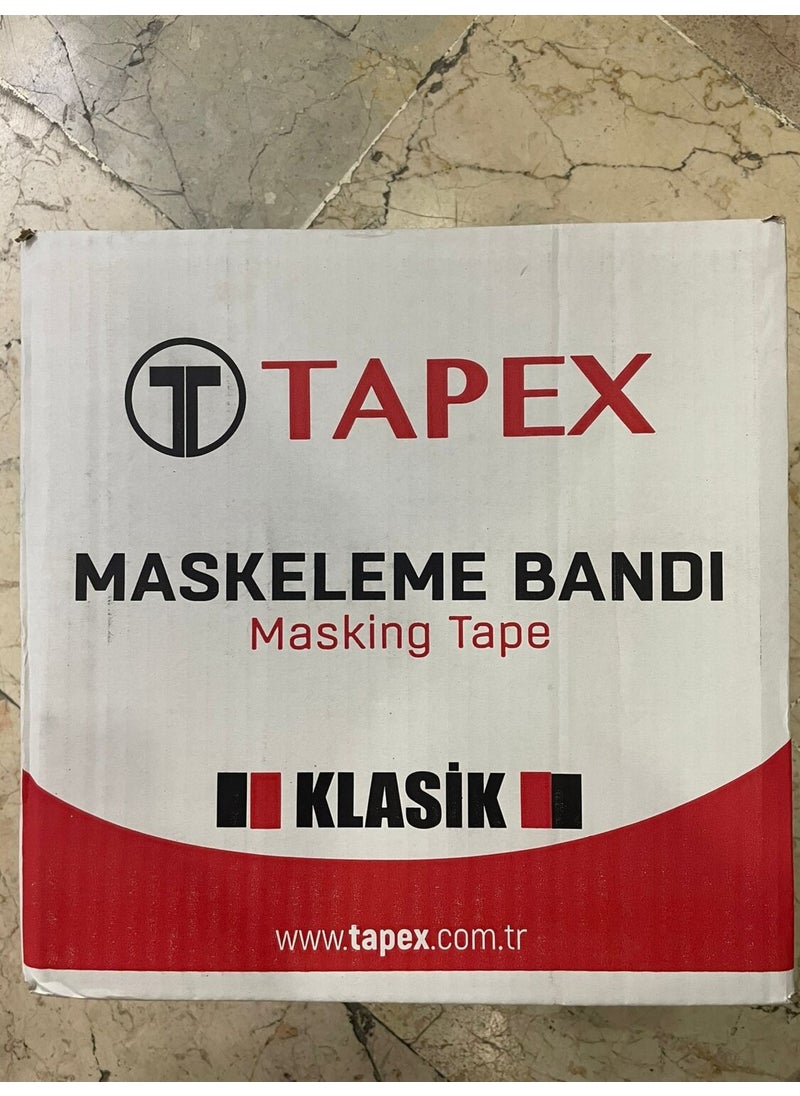 TAPEX
MASKELEME BANDI
Masking Tape
KLASİK
www.tapex.com.tr